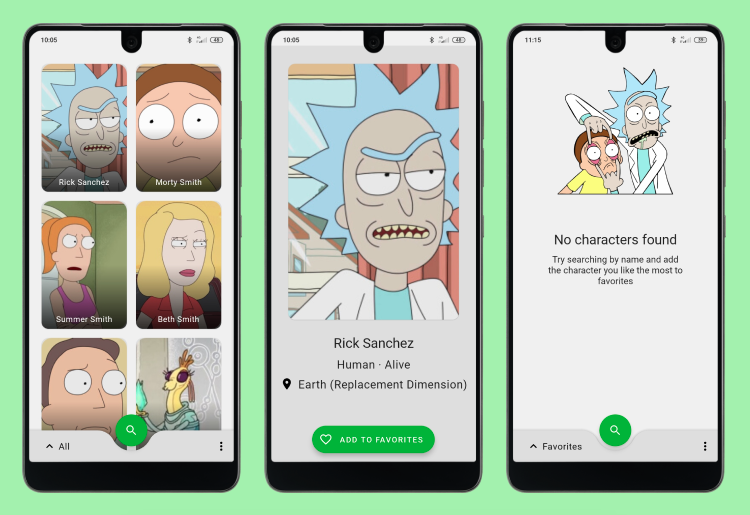 10:05
Rick Sanchez
Morty Smith
Summer Smith
Beth Smith
All
10:05
Rick Sanchez
Human · Alive
Earth (Replacement Dimension)
ADD TO FAVORITES
11:15
No characters found
Try searching by name and add
the character you like the most to
favorites
Favorites